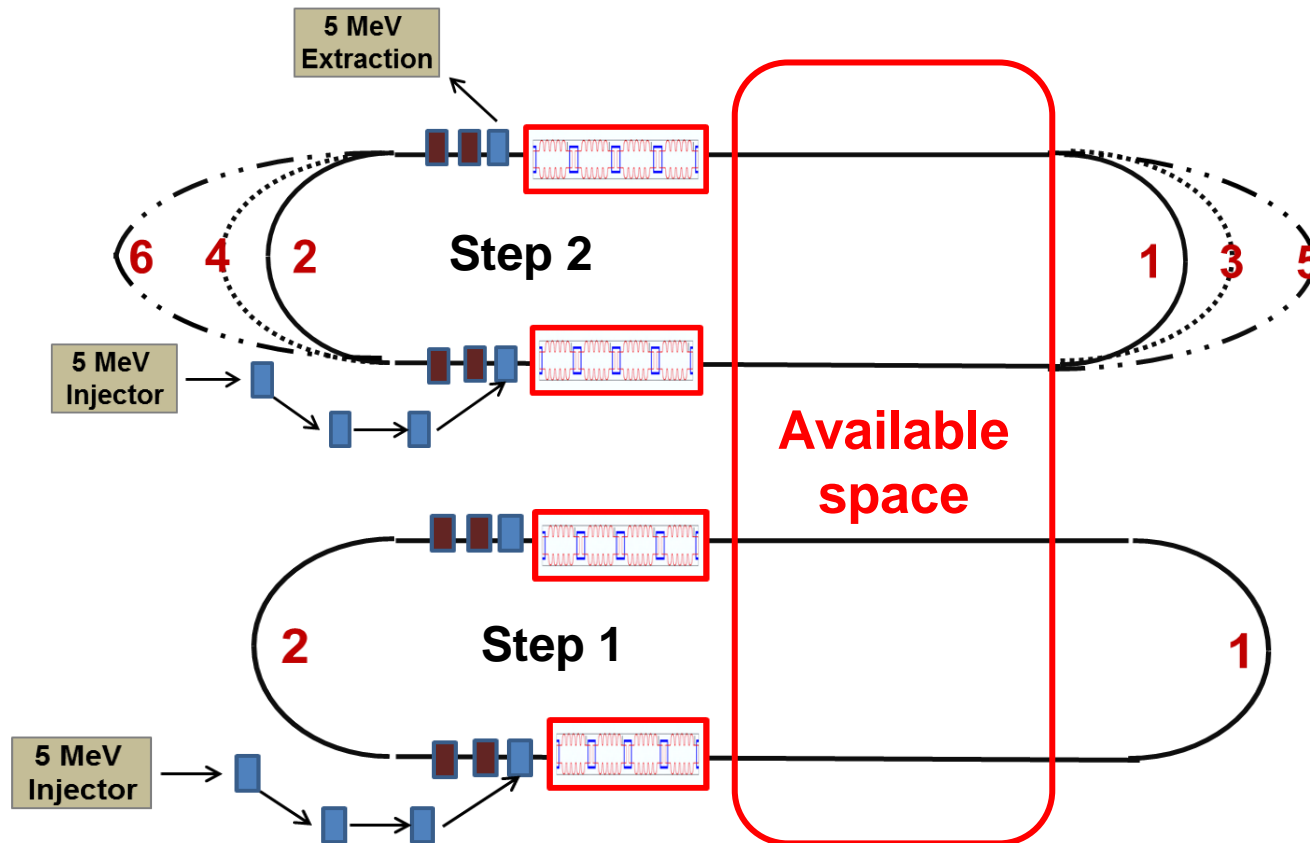 5 MeV
Extraction
6
4
2
Step 2
1
3
5
5 MeV
Injector
Available
space
2
Step 1
1
5 MeV
Injector